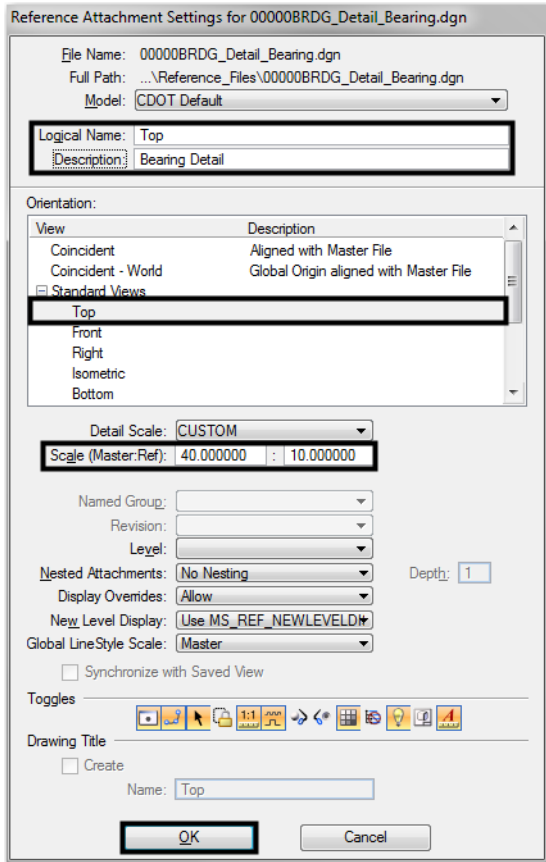 Reference Attachment Settings for 00000BRDG_Detail_Bearing.dgn
File Name: 00000BRDG_Detail_Bearing.dgn
Full Path: ...\Reference_Files\00000BRDG_Detail_Bearing.dgn
Model: CDOT Default
Logical Name: Top
Description: Bearing Detail
Orientation:
View Description
Coincident Aligned with Master File
Coincident - World Global Origin aligned with Master File
Standard Views
Top
Front
Right
Isometric
Bottom
Detail Scale: CUSTOM
Scale (Master:Ref): 40.000000 : 10.000000
Named Group:
Revision:
Level:
Nested Attachments: No Nesting Depth: 1
Display Overrides: Allow
New Level Display: Use MS_REF_NEWLEVELDI
Global LineStyle Scale: Master
Synchronize with Saved View
Toggles
1:1 A
Drawing Title
Create
Name: Top
OK Cancel